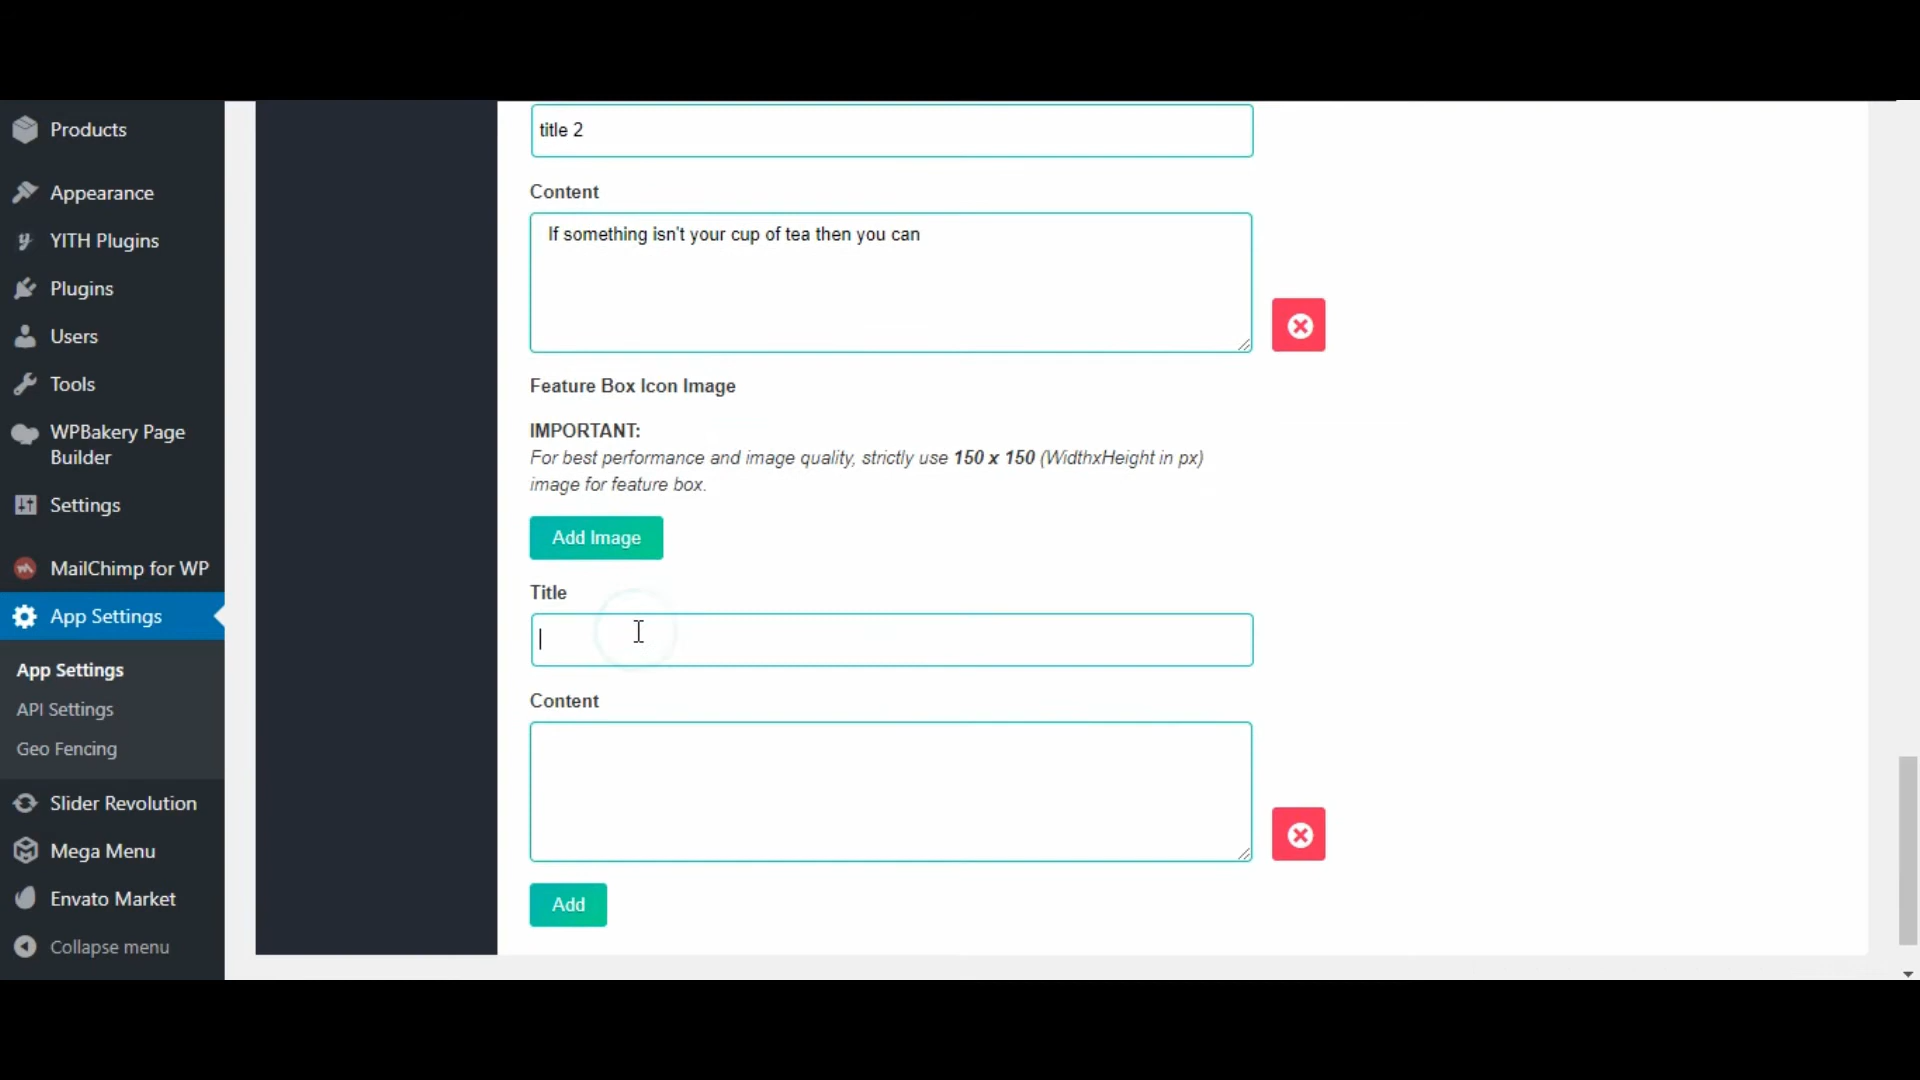 Products
Appearance
YITH Plugins
Plugins
Users
Tools
WPBakery Page
Builder
Settings
MailChimp for WP
App Settings
App Settings
API Settings
Geo Fencing
Slider Revolution
Mega Menu
Envato Market
Collapse menu
title 2
Content
If something isn't your cup of tea then you can
Feature Box Icon Image
IMPORTANT:
For best performance and image quality, strictly use 150 x 150 (WidthxHeight in px)
image for feature box.
Add Image
Title
Content
Add